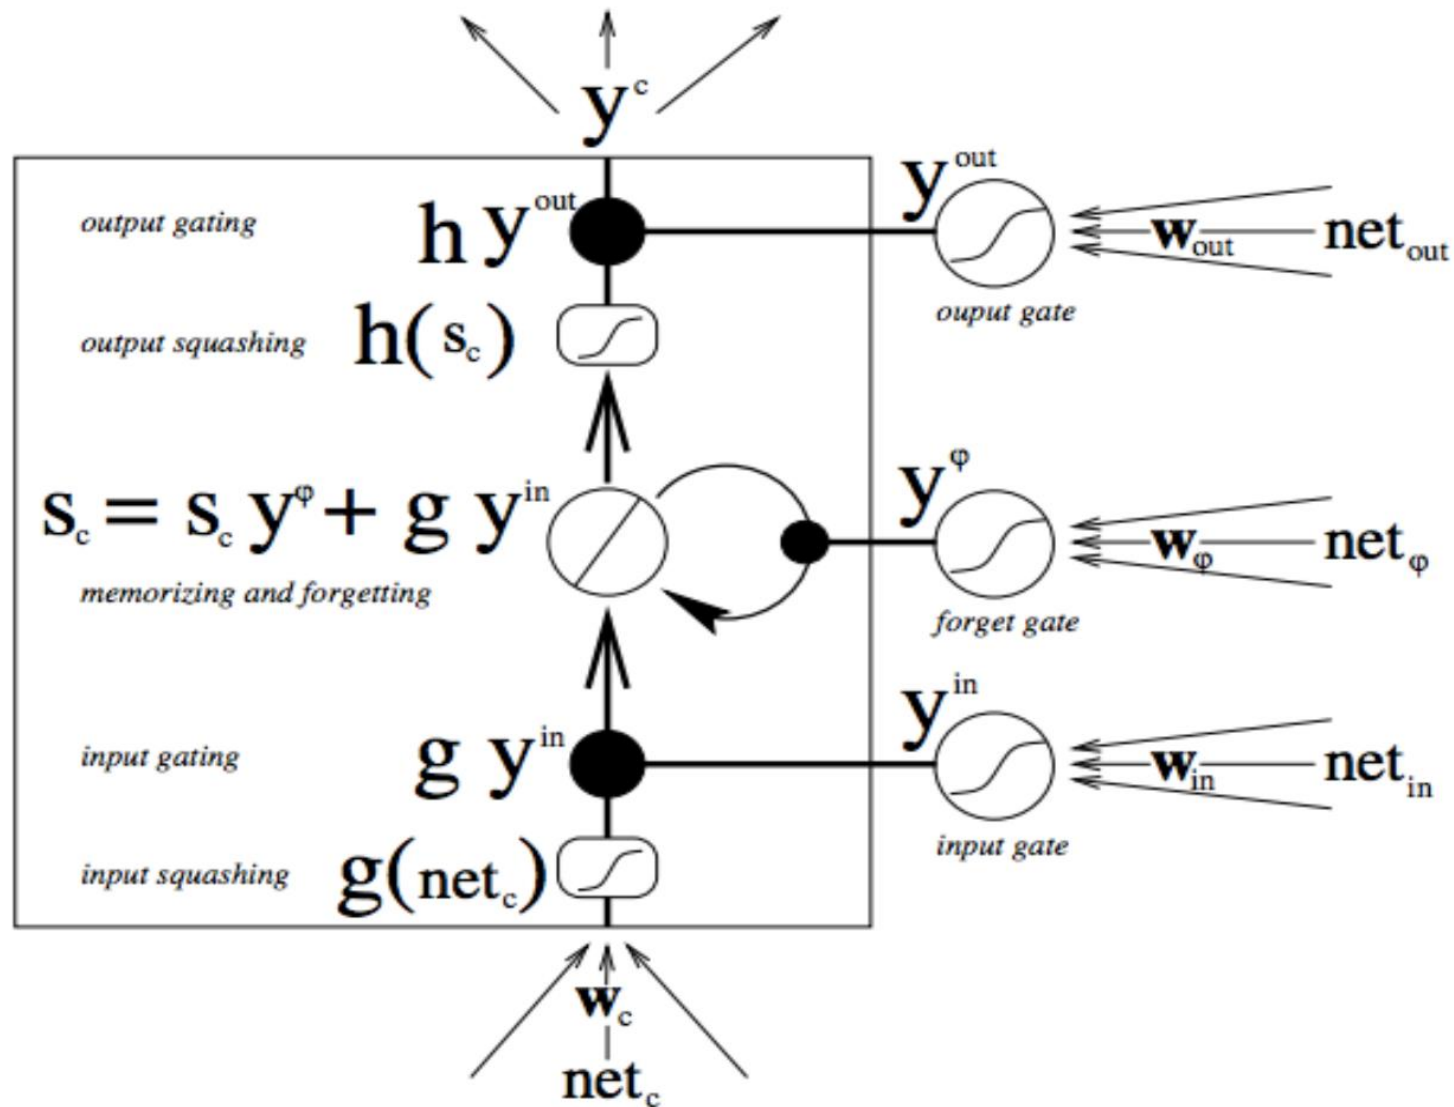 y^c
y^out
output gating
h y^out
w_out
net_out
ouput gate
output squashing
h(s_c)
y^φ
s_c = s_c y^φ + g y^in
w_φ
net_φ
memorizing and forgetting
forget gate
y^in
input gating
g y^in
w_in
net_in
input gate
input squashing
g(net_c)
w_c
net_c